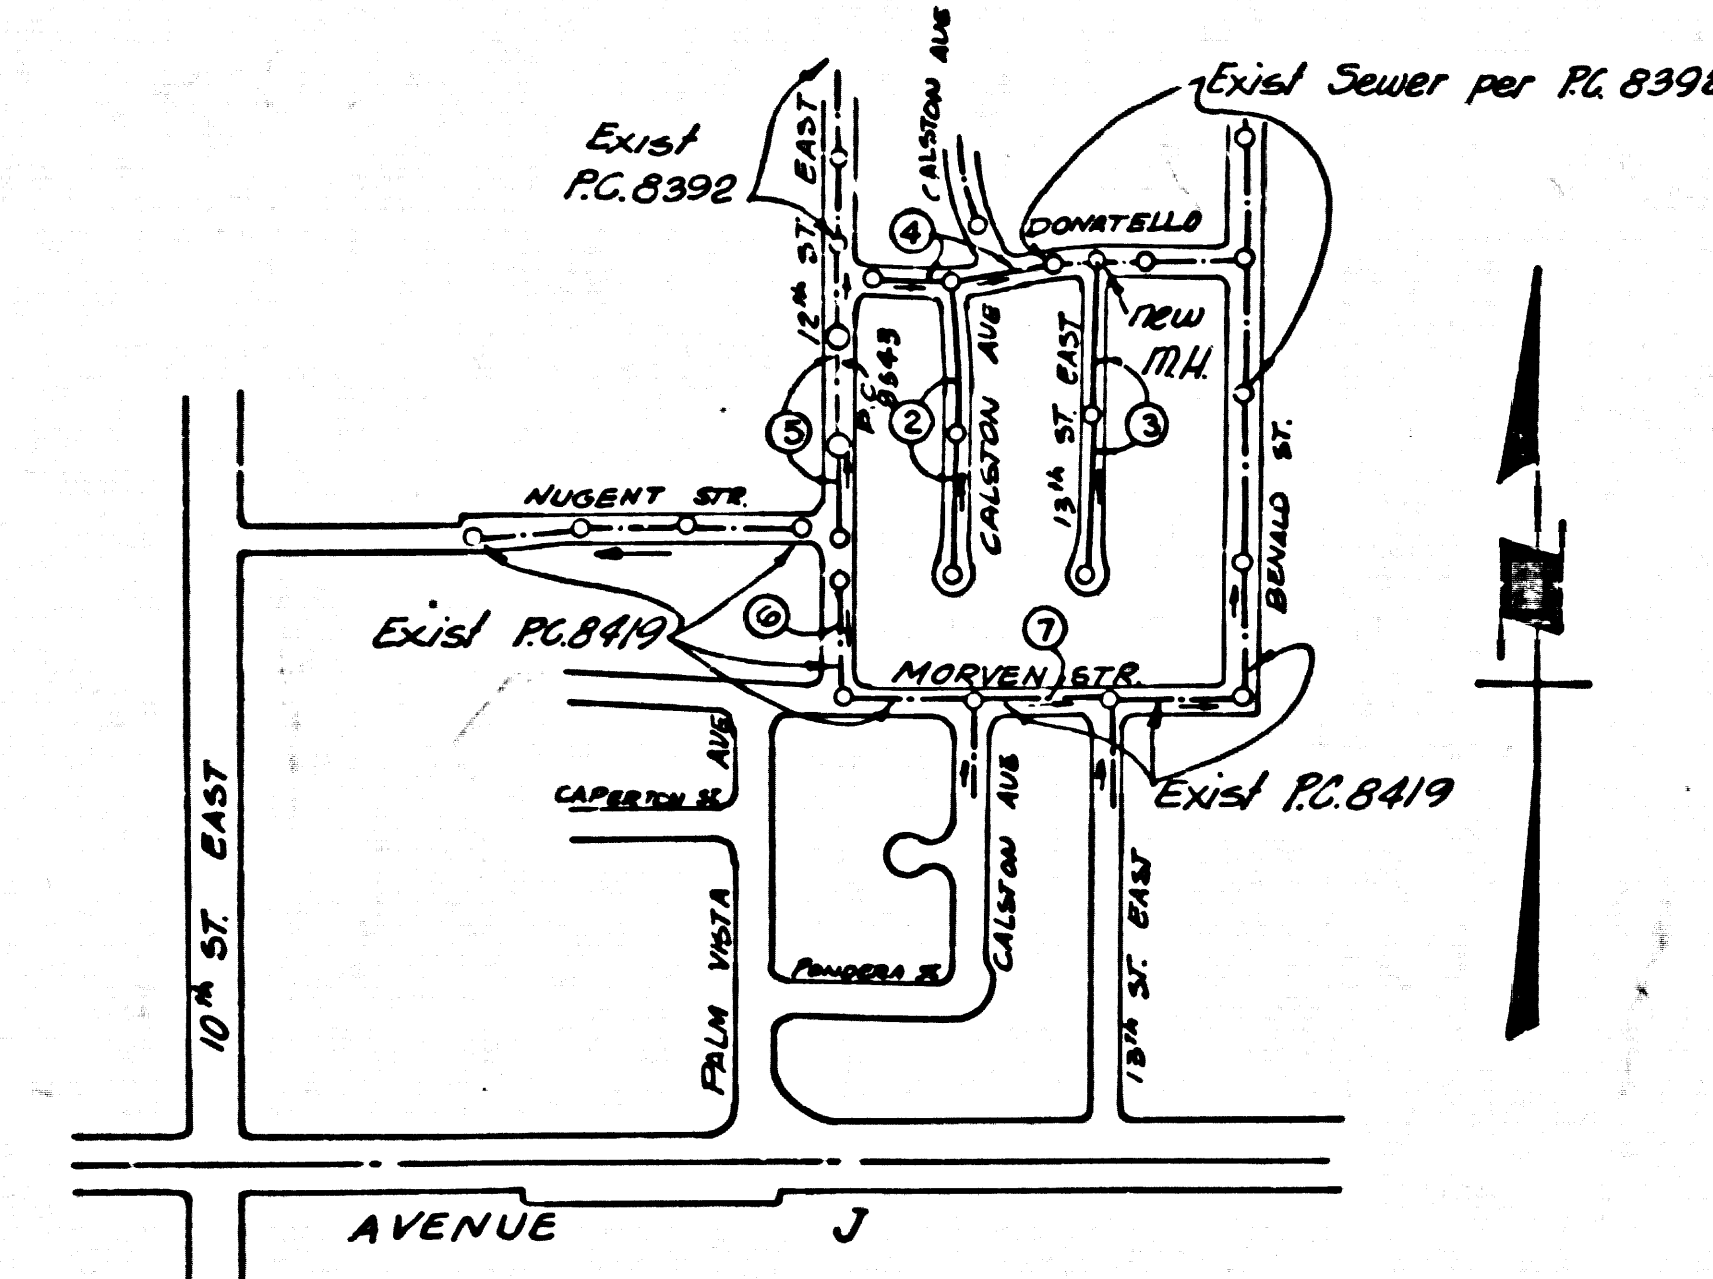 CALSTON AVE
Exist Sewer per P.C. 8398
Exist
P.C. 8392
12th ST. EAST
DONATELLO
4
new
M.H.
P.C.
CALSTON AVE
13th ST. EAST
5
2
3
BENALD ST.
NUGENT STR.
6
7
Exist P.C. 8419
MORVEN STR.
AVE
CAPERTON St
Exist P.C. 8419
CALSTON AVE
10th ST. EAST
PALM VISTA
PONDERA St
13th ST. EAST
AVENUE J